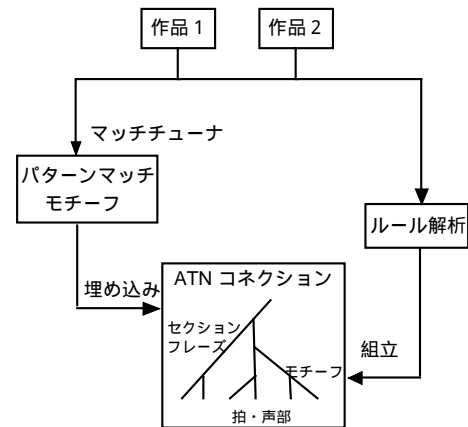 作品 1
作品 2
マッチチューナ
パターンマッチ
モチーフ
ルール解析
埋め込み
ATN コネクション
セクション
フレーズ
モチーフ
組立
拍・声部